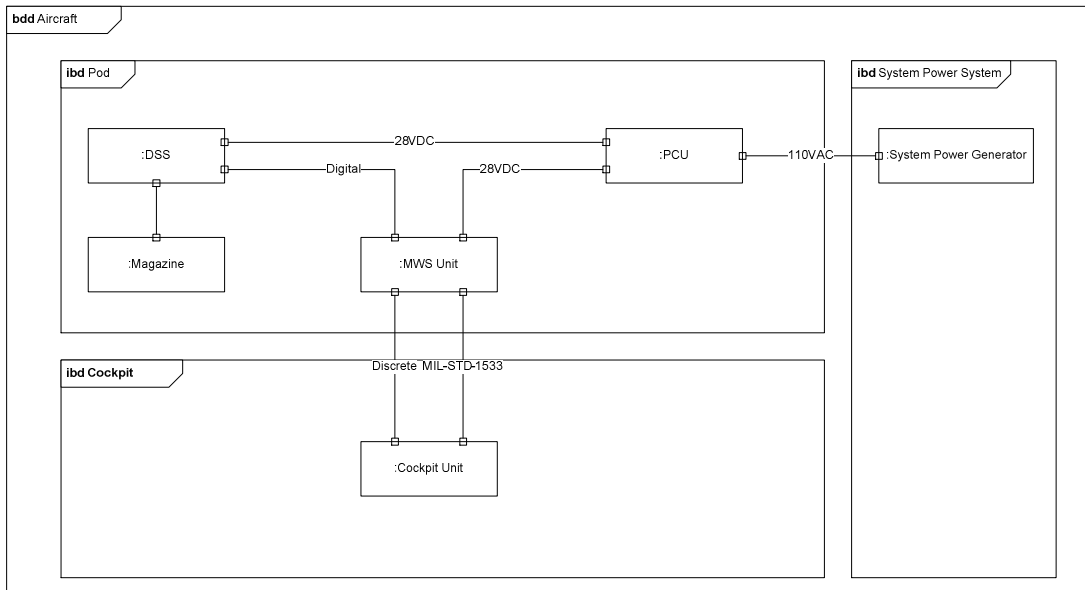 bdd Aircraft
ibd Pod
ibd System Power System
:DSS
28VDC
:PCU
110VAC
:System Power Generator
Digital
28VDC
:Magazine
:MWS Unit
ibd Cockpit
Discrete
MIL-STD-1533
:Cockpit Unit